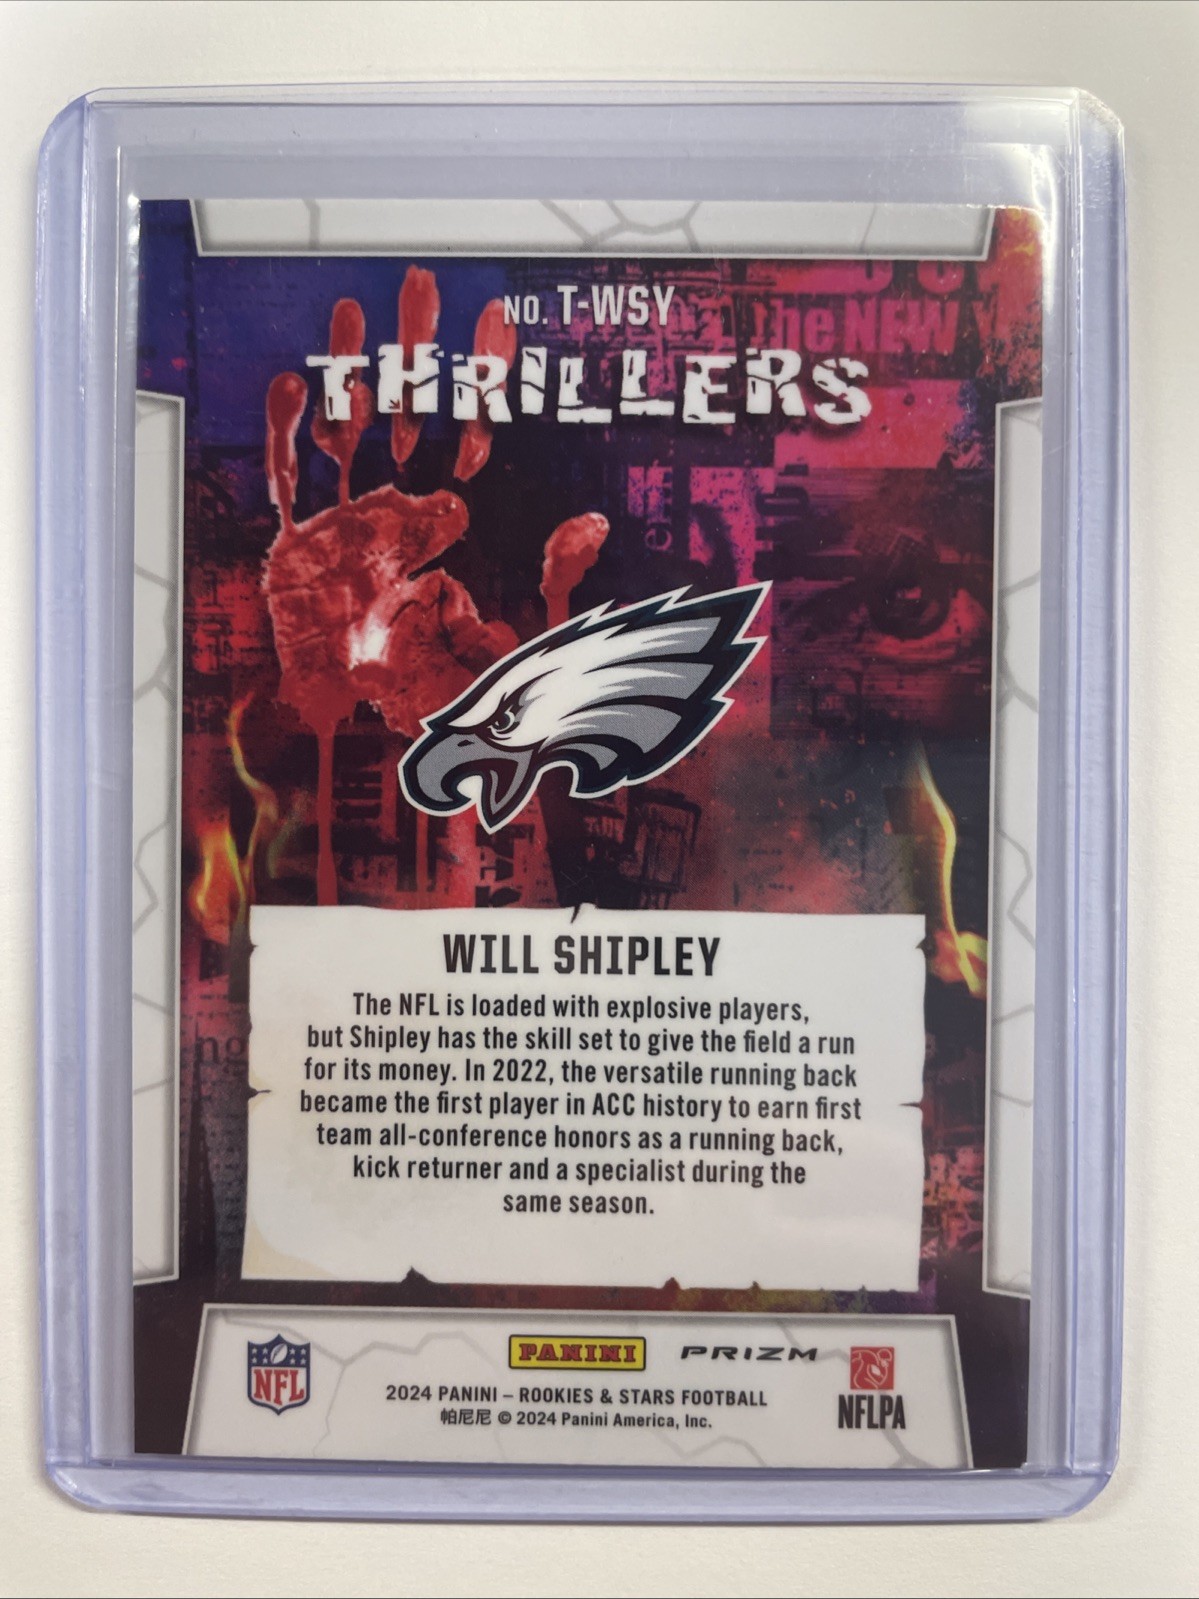 NO. T-WSY
THRILLERS
the NEW
WILL SHIPLEY
The NFL is loaded with explosive players,
but Shipley has the skill set to give the field a run
for its money. In 2022, the versatile running back
became the first player in ACC history to earn first
team all-conference honors as a running back,
kick returner and a specialist during the
same season.
NFL
PANINI
PRIZM
NFLPA
2024 PANINI – ROOKIES & STARS FOOTBALL
帕尼尼 © 2024 Panini America, Inc.